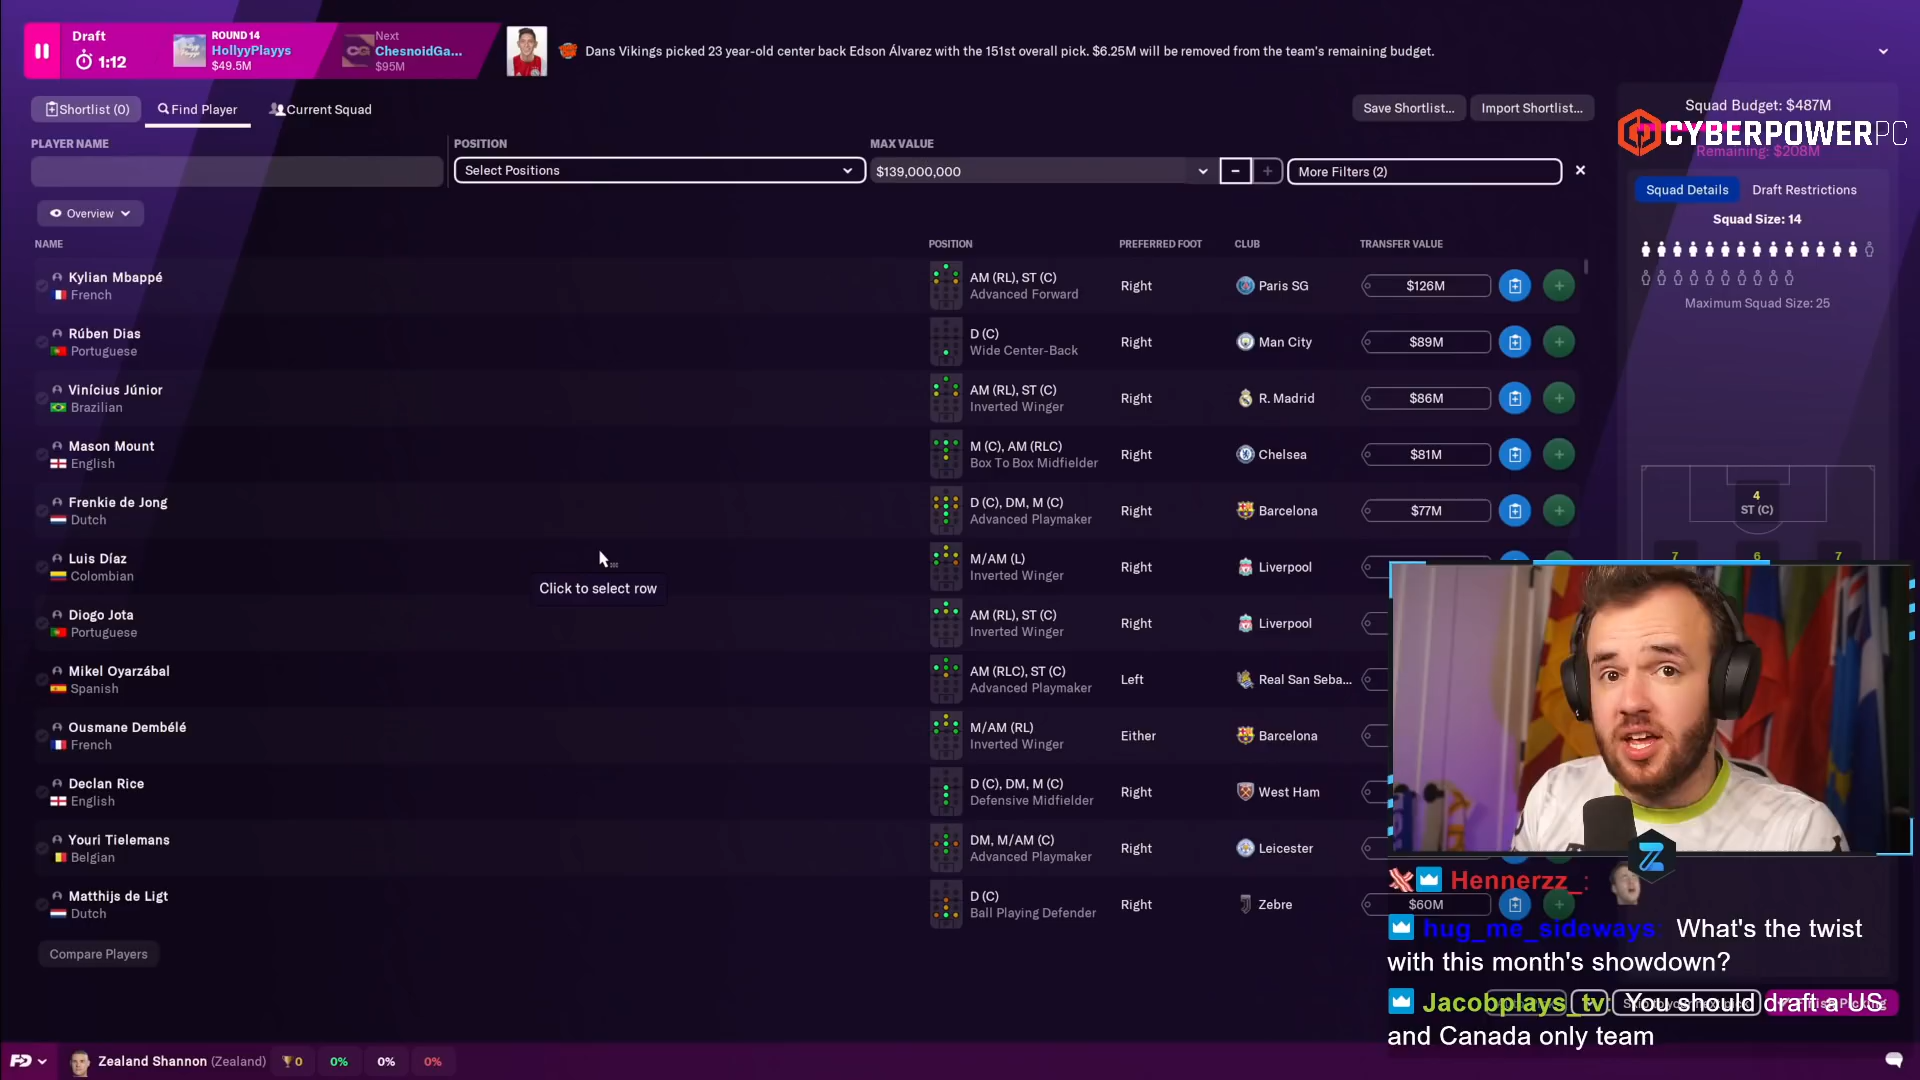 Draft
1:12
ROUND 14
HollyyPlayys
$49.5M
Next
ChesnoidGa...
$95M
Dans Vikings picked 23 year-old center back Edson Álvarez with the 151st overall pick. $6.25M will be removed from the team's remaining budget.
Shortlist (0)
Find Player
Current Squad
Save Shortlist...
Import Shortlist...
Squad Budget: $487M
CYBERPOWERPC
Remaining: $208M
PLAYER NAME
POSITION
MAX VALUE
Select Positions
$139,000,000
More Filters (2)
Squad Details
Draft Restrictions
Squad Size: 14
Maximum Squad Size: 25
Overview
NAME POSITION PREFERRED FOOT CLUB TRANSFER VALUE
Kylian Mbappé AM (RL), ST (C) Right Paris SG $126M
French Advanced Forward
Rúben Dias D (C) Right Man City $89M
Portuguese Wide Center-Back
Vinícius Júnior AM (RL), ST (C) Right R. Madrid $86M
Brazilian Inverted Winger
Mason Mount M (C), AM (RLC) Right Chelsea $81M
English Box To Box Midfielder
Frenkie de Jong D (C), DM, M (C) Right Barcelona $77M
Dutch Advanced Playmaker
Luis Díaz M/AM (L) Right Liverpool
Colombian Inverted Winger
Click to select row
Diogo Jota AM (RL), ST (C) Right Liverpool
Portuguese Inverted Winger
Mikel Oyarzábal AM (RLC), ST (C) Left Real San Seba...
Spanish Advanced Playmaker
Ousmane Dembélé M/AM (RL) Either Barcelona
French Inverted Winger
Declan Rice D (C), DM, M (C) Right West Ham
English Defensive Midfielder
Youri Tielemans DM, M/AM (C) Right Leicester
Belgian Advanced Playmaker
Matthijs de Ligt D (C) Right Zebre $60M
Dutch Ball Playing Defender
4
ST (C)
7 6 7
Compare Players
Hennerzz_:
hug_me_sideways: What's the twist
with this month's showdown?
Jacobplays_tv: You should draft a US
and Canada only team
FD
Zealand Shannon (Zealand)
0
0%
0%
0%